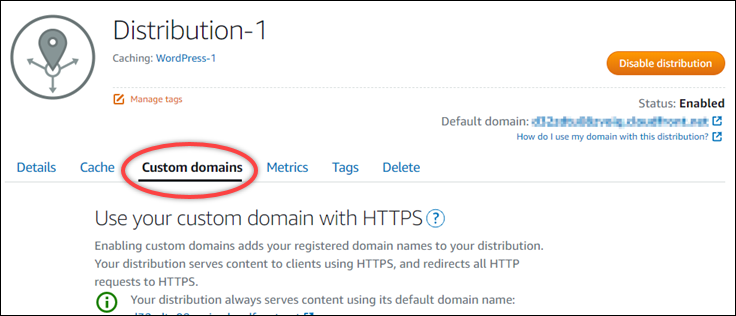 Distribution-1
Caching: WordPress-1
Disable distribution
Manage tags
Status: Enabled
Default domain:
How do I use my domain with this distribution?
Details Cache Custom domains Metrics Tags Delete
Use your custom domain with HTTPS ?
Enabling custom domains adds your registered domain names to your distribution.
Your distribution serves content to clients using HTTPS, and redirects all HTTP
requests to HTTPS.
Your distribution always serves content using its default domain name: